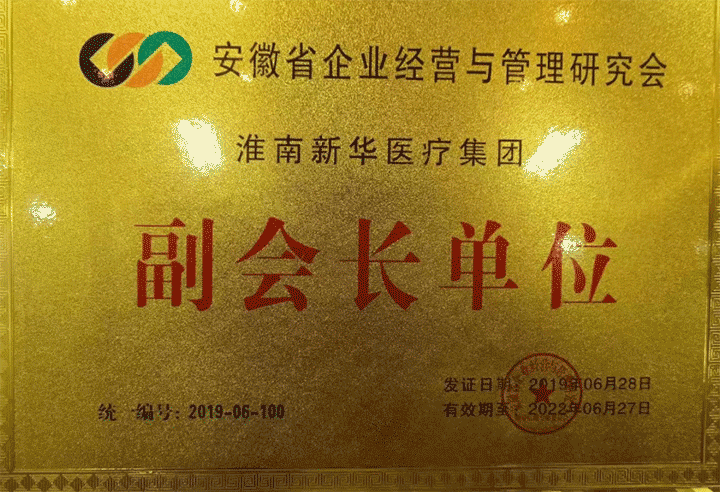 安徽省企业经营与管理研究会
淮南新华医疗集团
副会长单位
发证日期：2019年06月28日
统 编号：2019-06-100
有效期至：2022年06月27日